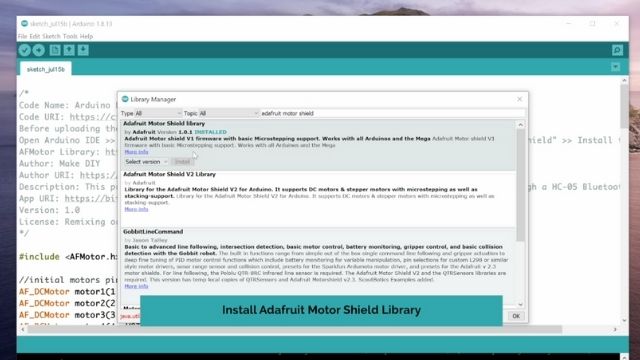 sketch_jul15b | Arduino 1.8.13
File Edit Sketch Tools Help
sketch_jul15b
/*
Code Name: Arduino
Code URI: https://c
Before uploading the
Arduino IDE >>
AFMotor Library: ht
Author: Make DIY
Author URI: https://
Description: This p
App URI: https://bi
Version: 1.0
License: Remixing o
*/
#include <AFMotor.h
//initial motors pin
AF_DCMotor motor1(1
AF_DCMotor motor2(2
AF_DCMotor motor3(3
Library Manager
Type All Topic All adafruit motor shield
Adafruit Motor Shield library
by Adafruit Version 1.0.1 INSTALLED
Adafruit Motor shield V1 firmware with basic Microstepping support. Works with all Arduinos and the Mega Adafruit Motor shield V1
firmware with basic Microstepping support. Works with all Arduinos and the Mega
More info
Select version Install
Adafruit Motor Shield V2 Library
by Adafruit
Library for the Adafruit Motor Shield V2 for Arduino. It supports DC motors & stepper motors with microstepping as well as
stacking-support. Library for the Adafruit Motor Shield V2 for Arduino. It supports DC motors & stepper motors with microstepping as well as
stacking-support.
More info
GobbitLineCommand
by Jason Talley
Basic to advanced line following, intersection detection, basic motor control, battery monitoring, gripper control, and basic collision
detection with the Gobbit robot. The built in functions range from simple out of the box single command line following and gripper actuation to
deep fine tuning of PID motor control functions which include battery monitoring for variable manipulation, pin selections for custom L298 or similar
style motor drivers, sensor range sensor and collision control, presets for the Sparkfun Ardumoto motor driver, and presets for the Adafruit v 2.3
motor shields. For line following, the Pololu QTR-8RC infrared line sensor is required. The Adafruit Motor Shield V2 and the QTRSensors libraries are
required. This version has temp local copies of QTRSensors and Adafruit Motorshield v2.3. ScoutBotics Examples added.
More info
shield" >> Install
gh a HC-05 Bluetoo
java.uti
OK
Install Adafruit Motor Shield Library